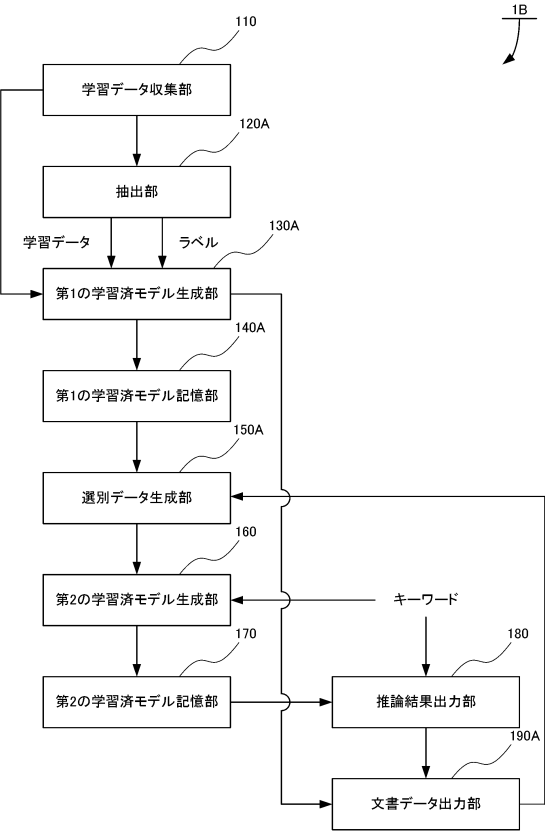 1B
110
学習データ収集部
120A
抽出部
学習データ
ラベル
130A
第1の学習済モデル生成部
140A
第1の学習済モデル記憶部
150A
選別データ生成部
160
第2の学習済モデル生成部
キーワード
170
第2の学習済モデル記憶部
180
推論結果出力部
190A
文書データ出力部